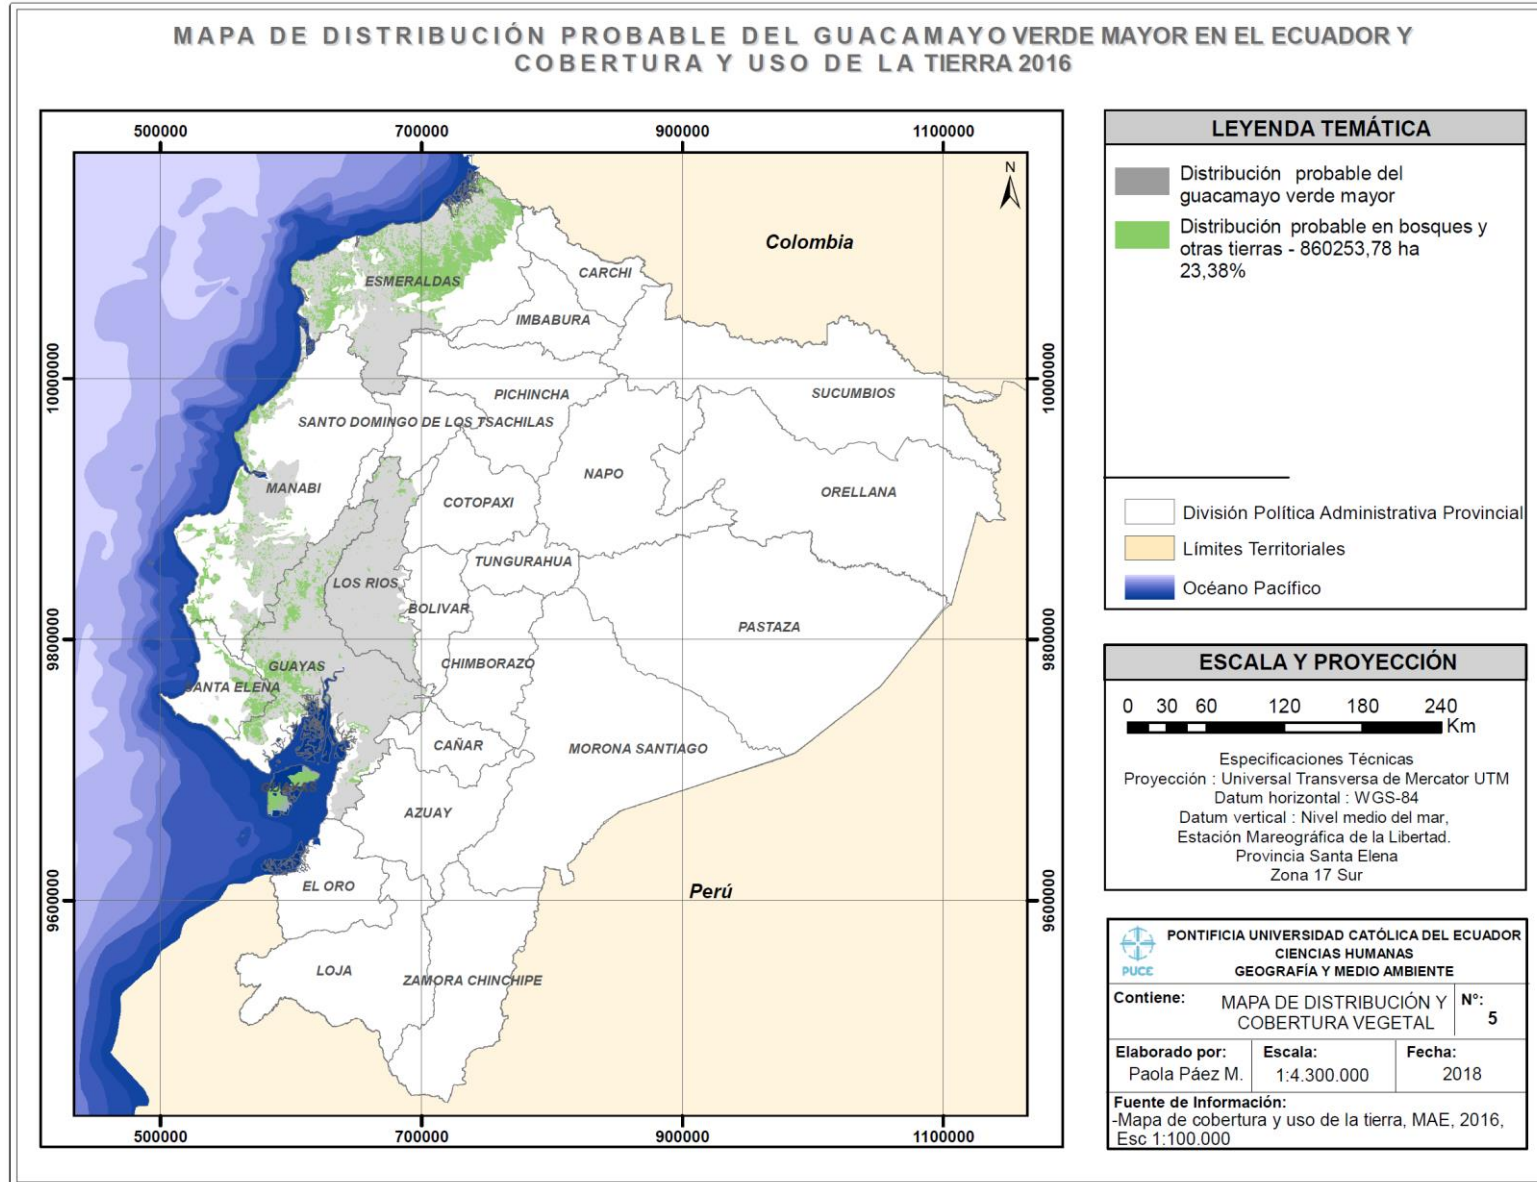 MAPA DE DISTRIBUCIÓN PROBABLE DEL GUACAMAYO VERDE MAYOR EN EL ECUADOR Y
COBERTURA Y USO DE LA TIERRA 2016
500000
700000
900000
1100000
N
Colombia
CARCHI
ESMERALDAS
IMBABURA
10000000
10000000
PICHINCHA
SUCUMBIOS
SANTO DOMINGO DE LOS TSACHILAS
NAPO
MANABI
COTOPAXI
ORELLANA
TUNGURAHUA
LOS RIOS
BOLIVAR
PASTAZA
9800000
9800000
CHIMBORAZO
GUAYAS
SANTA ELENA
CAÑAR
MORONA SANTIAGO
GUAYAS
AZUAY
EL ORO
Perú
9600000
9600000
LOJA
ZAMORA CHINCHIPE
500000
700000
900000
1100000
LEYENDA TEMÁTICA
Distribución probable del
guacamayo verde mayor
Distribución probable en bosques y
otras tierras - 860253,78 ha
23,38%
División Política Administrativa Provincial
Límites Territoriales
Océano Pacífico
ESCALA Y PROYECCIÓN
0 30 60 120 180 240
Km
Especificaciones Técnicas
Proyección : Universal Transversa de Mercator UTM
Datum horizontal : WGS-84
Datum vertical : Nivel medio del mar,
Estación Mareográfica de la Libertad.
Provincia Santa Elena
Zona 17 Sur
PUCE
PONTIFICIA UNIVERSIDAD CATÓLICA DEL ECUADOR
CIENCIAS HUMANAS
GEOGRAFÍA Y MEDIO AMBIENTE
Contiene: MAPA DE DISTRIBUCIÓN Y
COBERTURA VEGETAL
N°:
5
Elaborado por:
Paola Páez M.
Escala:
1:4.300.000
Fecha:
2018
Fuente de Información:
-Mapa de cobertura y uso de la tierra, MAE, 2016,
Esc 1:100.000